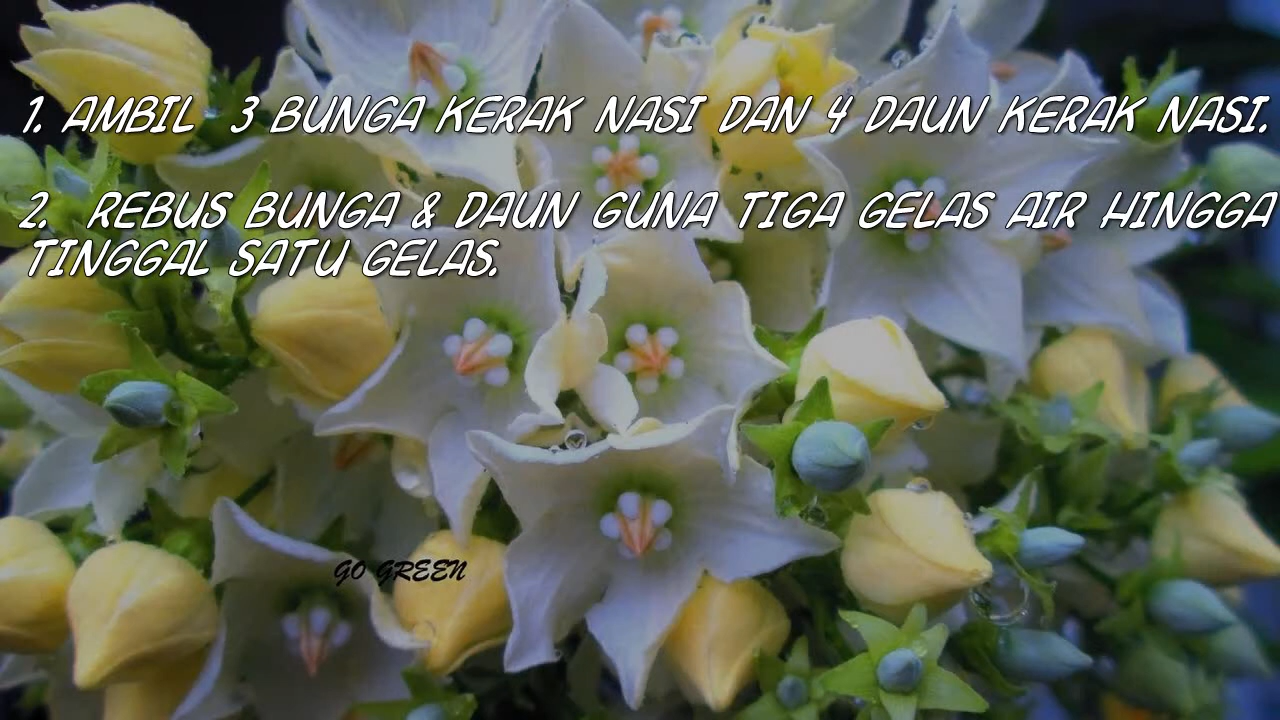 1. AMBIL 3 BUNGA KERAK NASI DAN 4 DAUN KERAK NASI.
2. REBUS BUNGA & DAUN GUNA TIGA GELAS AIR HINGGA
TINGGAL SATU GELAS.
GO GREEN